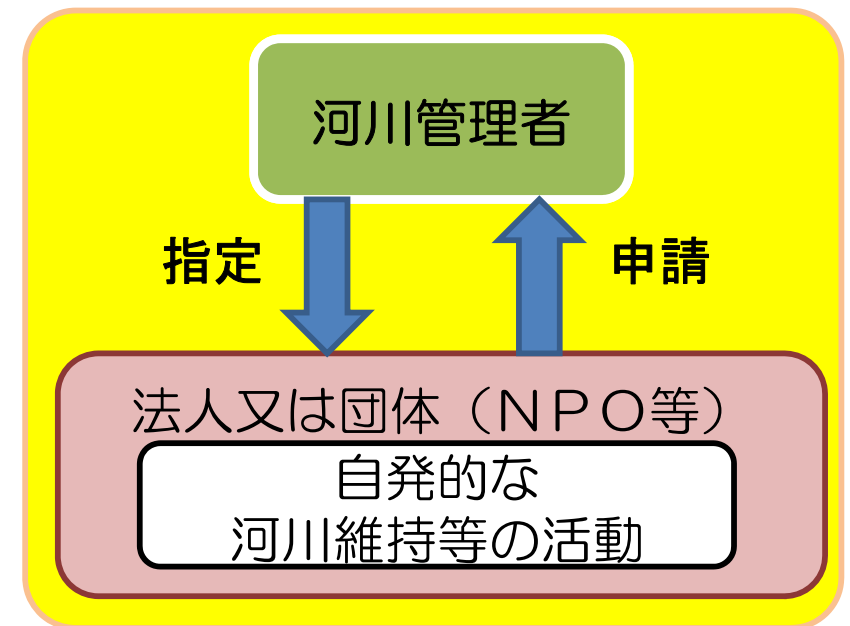 河川管理者
指定
申請
法人又は団体（ＮＰＯ等）
自発的な
河川維持等の活動